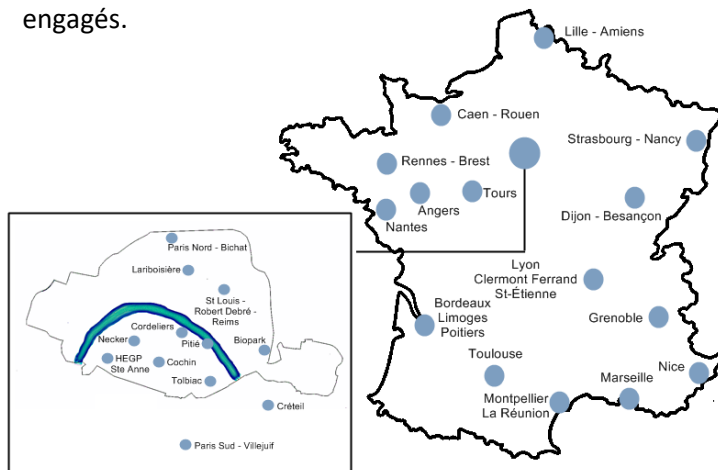 engagés.
Lille - Amiens
Caen - Rouen
Strasbourg - Nancy
Rennes - Brest
Tours
Angers
Nantes
Dijon - Besançon
Lyon
Clermont Ferrand
St-Étienne
Bordeaux
Limoges
Poitiers
Grenoble
Toulouse
Nice
Marseille
Montpellier
La Réunion
Paris Nord - Bichat
Lariboisière
St Louis -
Robert Debré -
Reims
Cordeliers
Pitié
Necker
Biopark
HEGP
Ste Anne
Cochin
Tolbiac
Créteil
Paris Sud - Villejuif